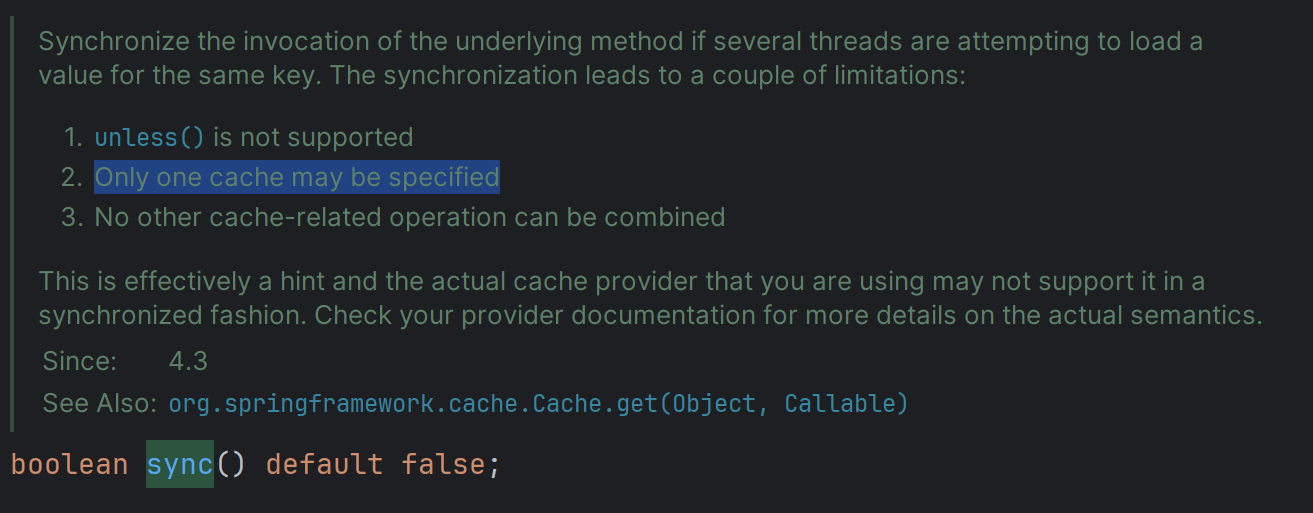 Synchronize the invocation of the underlying method if several threads are attempting to load a
value for the same key. The synchronization leads to a couple of limitations:
1. unless() is not supported
2. Only one cache may be specified
3. No other cache-related operation can be combined
This is effectively a hint and the actual cache provider that you are using may not support it in a
synchronized fashion. Check your provider documentation for more details on the actual semantics.
Since: 4.3
See Also: org.springframework.cache.Cache.get(Object, Callable)
boolean sync() default false;